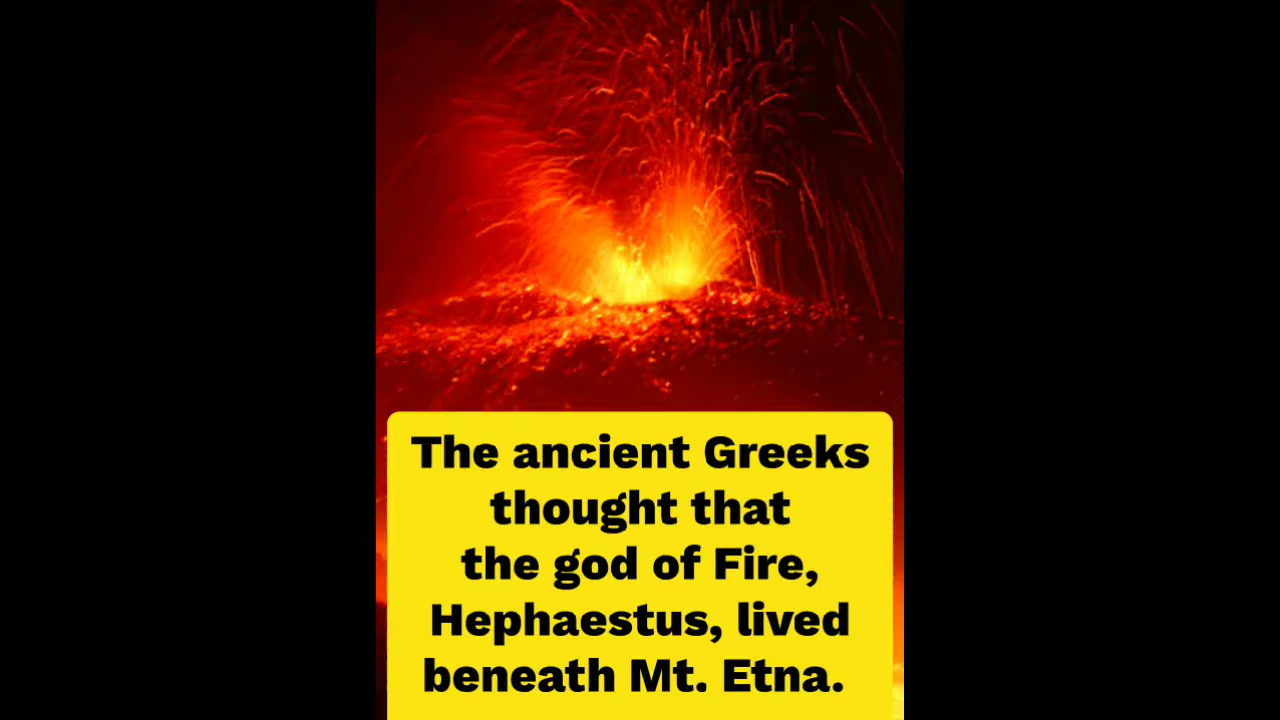 The ancient Greeks
thought that
the god of Fire,
Hephaestus, lived
beneath Mt. Etna.